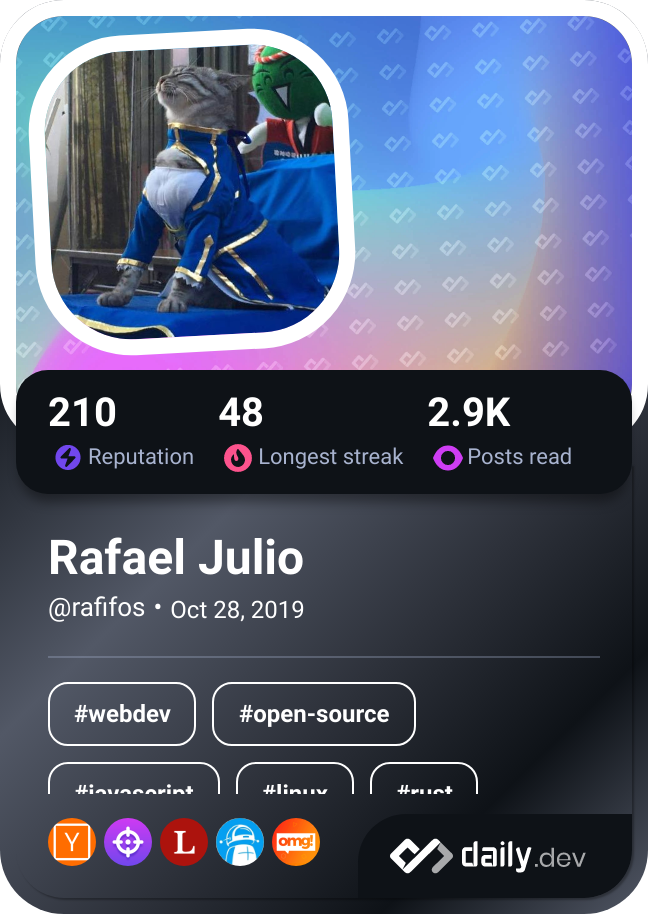 210 48 2.9K
Reputation Longest streak Posts read
Rafael Julio
@rafifos • Oct 28, 2019
#webdev #open-source
#javascript #linux #rust
Y L omg!
daily.dev